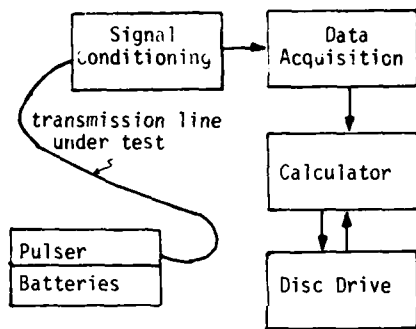 Signal
Conditioning
Data
Acquisition
transmission line
under test
Calculator
Pulser
Batteries
Disc Drive